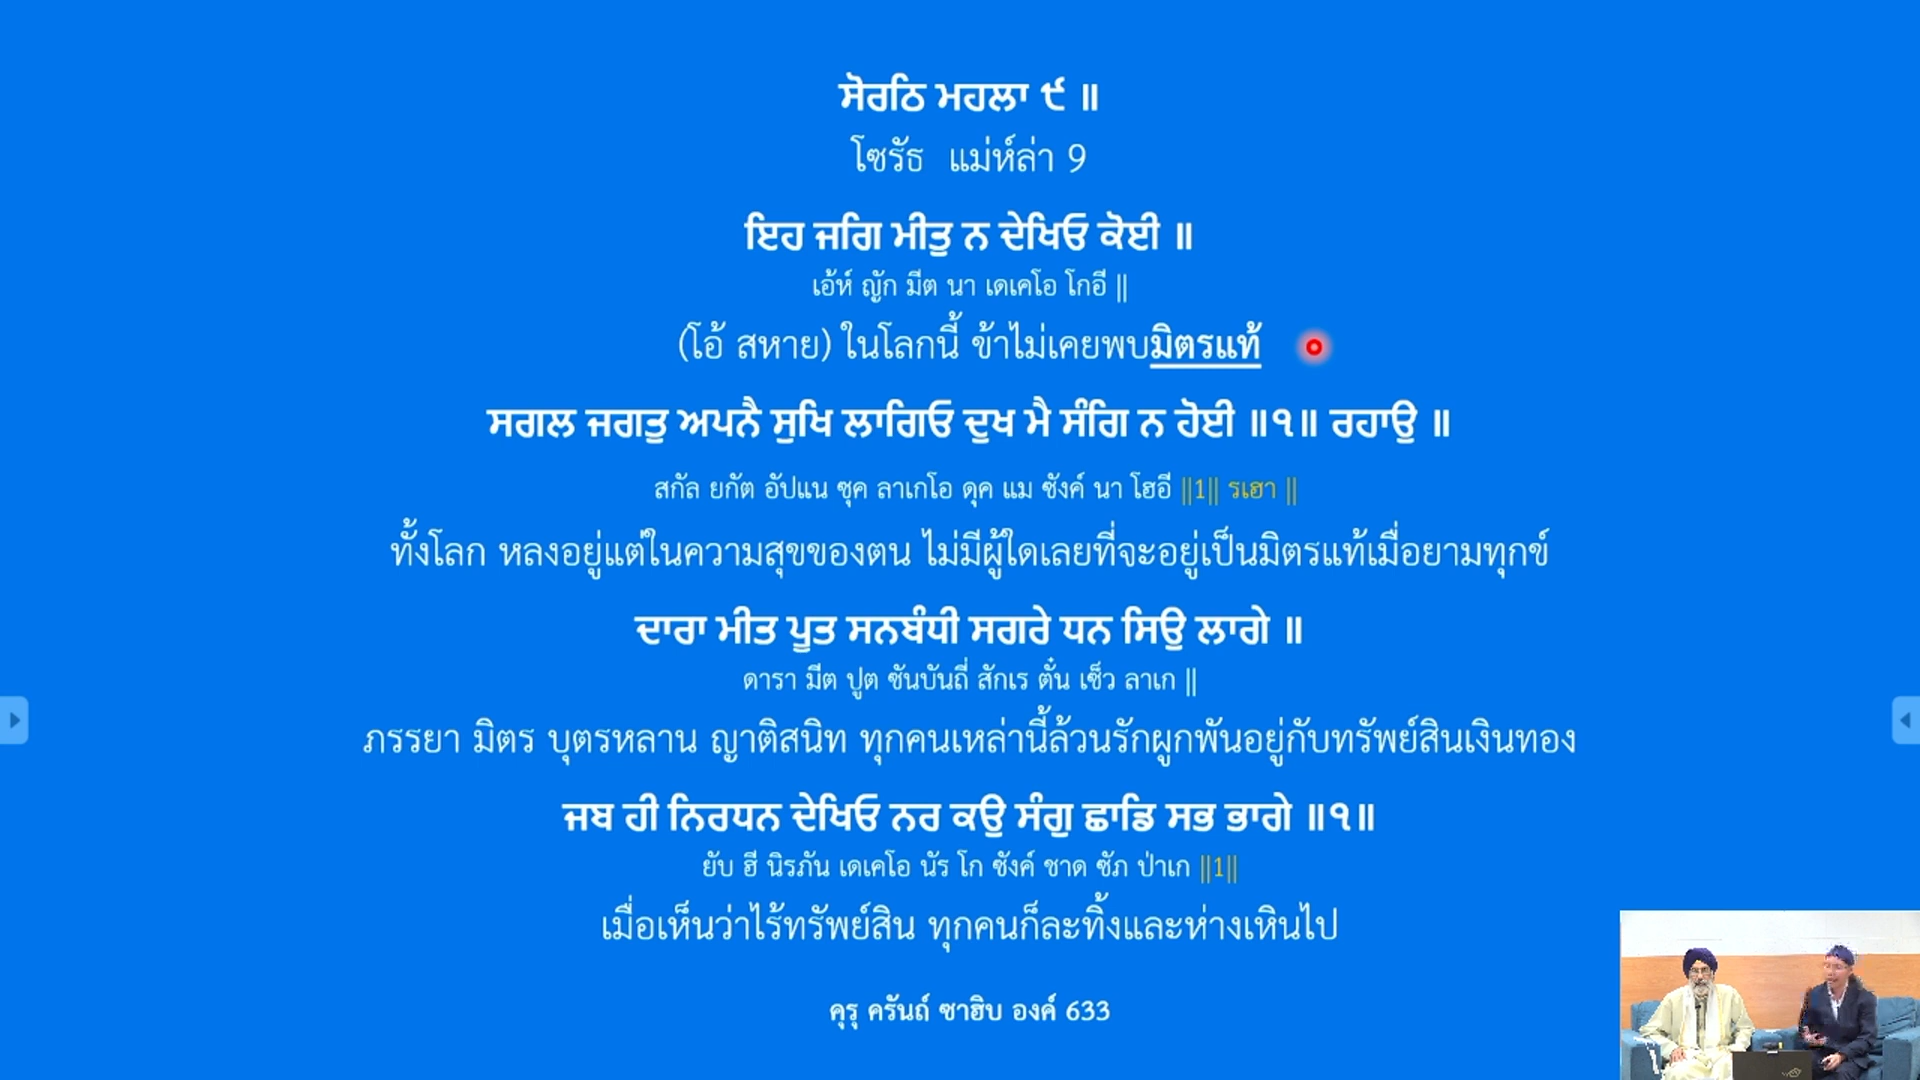 ਸੋਰਠਿ ਮਹਲਾ ੯ ॥
โซรัธ แม่ห์ล่า 9
ਇਹ ਜਗਿ ਮੀਤੁ ਨ ਦੇਖਿਓ ਕੋਈ ॥
เอ้ห์ ญัก มีต นา เดเคโอ โกอี ||
(โอ้ สหาย) ในโลกนี้ ข้าไม่เคยพบมิตรแท้
ਸਗਲ ਜਗਤੁ ਅਪਨੈ ਸੁਖਿ ਲਾਗਿਓ ਦੁਖ ਮੈ ਸੰਗਿ ਨ ਹੋਈ ॥੧॥ ਰਹਾਉ ॥
สกัล ยกัต อัปแน ซุค ลาเกโอ ดุค แม ซังค์ นา โฮอี ||1|| รเฮา ||
ทั้งโลก หลงอยู่แต่ในความสุขของตน ไม่มีผู้ใดเลยที่จะอยู่เป็นมิตรแท้เมื่อยามทุกข์
ਦਾਰਾ ਮੀਤ ਪੂਤ ਸਨਬੰਧੀ ਸਗਰੇ ਧਨ ਸਿਉ ਲਾਗੇ ॥
ดารา มีต ปูต ซันบันถี่ สักเร ตั๋น เซ็ว ลาเก ||
ภรรยา มิตร บุตรหลาน ญาติสนิท ทุกคนเหล่านี้ล้วนรักผูกพันอยู่กับทรัพย์สินเงินทอง
ਜਬ ਹੀ ਨਿਰਧਨ ਦੇਖਿਓ ਨਰ ਕਉ ਸੰਗੁ ਛਾਡਿ ਸਭ ਭਾਗੇ ॥੧॥
ยับ ฮี นิรภัน เดเคโอ นัร โก ซังค์ ชาด ซัภ ป่าเก ||1||
เมื่อเห็นว่าไร้ทรัพย์สิน ทุกคนก็ละทิ้งและห่างเหินไป
คุรุ ครันถ์ ซาฮิบ องค์ 633